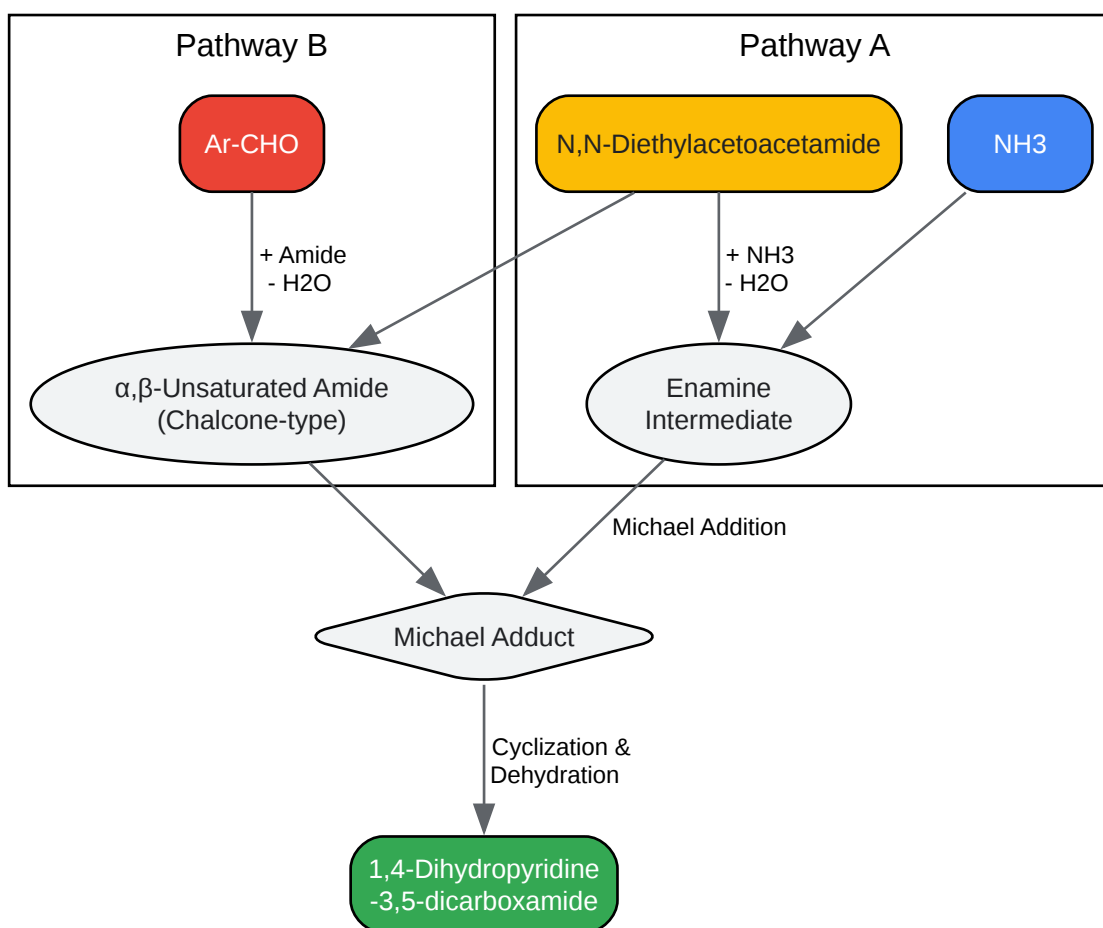 Pathway B
Pathway A
Ar-CHO
N,N-Diethylacetoacetamide
NH3
+ Amide
- H2O
+ NH3
- H2O
α,β-Unsaturated Amide
(Chalcone-type)
Enamine
Intermediate
Michael Addition
Michael Adduct
Cyclization &
Dehydration
1,4-Dihydropyridine
-3,5-dicarboxamide